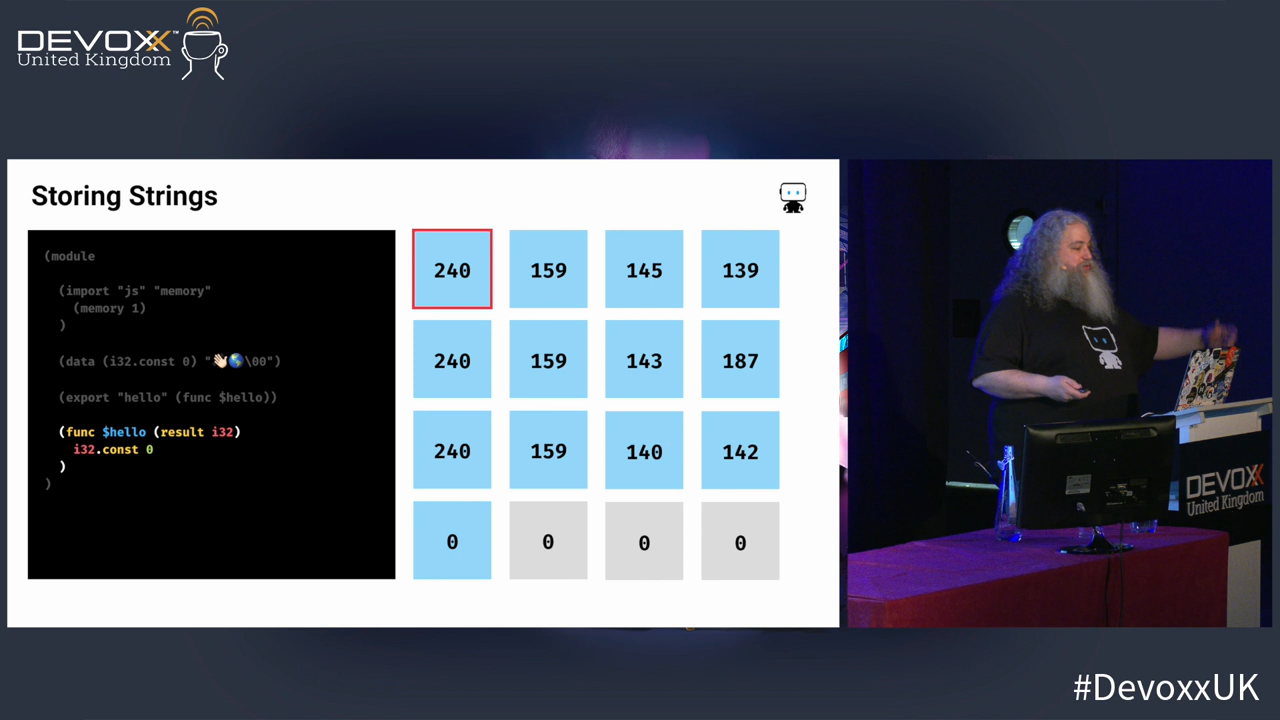 DEVOXX™
United Kingdom
Storing Strings
(module
(import "js" "memory"
(memory 1)
)
(data (i32.const 0) "👋🏻🌎\00")
(export "hello" (func $hello))
(func $hello (result i32)
i32.const 0
)
)
240 159 145 139
240 159 143 187
240 159 140 142
0 0 0 0
DEVOXX
United Kingdom
#DevoxxUK